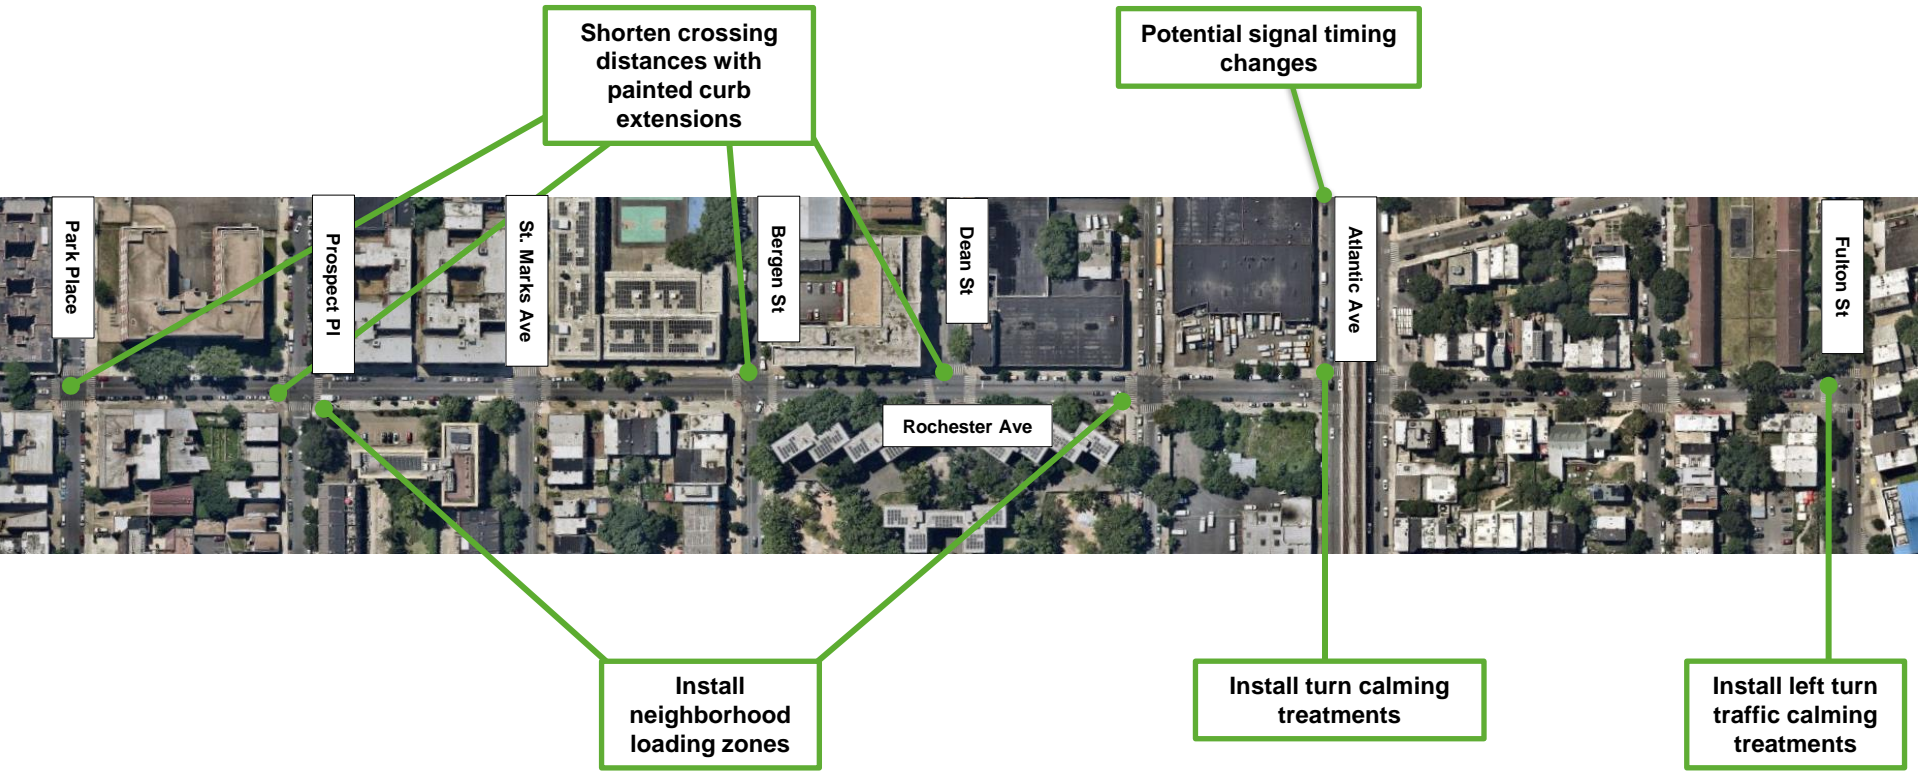 Shorten crossing
distances with
painted curb
extensions
Potential signal timing
changes
Park Place
Prospect Pl
St. Marks Ave
Bergen St
Dean St
Atlantic Ave
Fulton St
Rochester Ave
Install
neighborhood
loading zones
Install turn calming
treatments
Install left turn
traffic calming
treatments